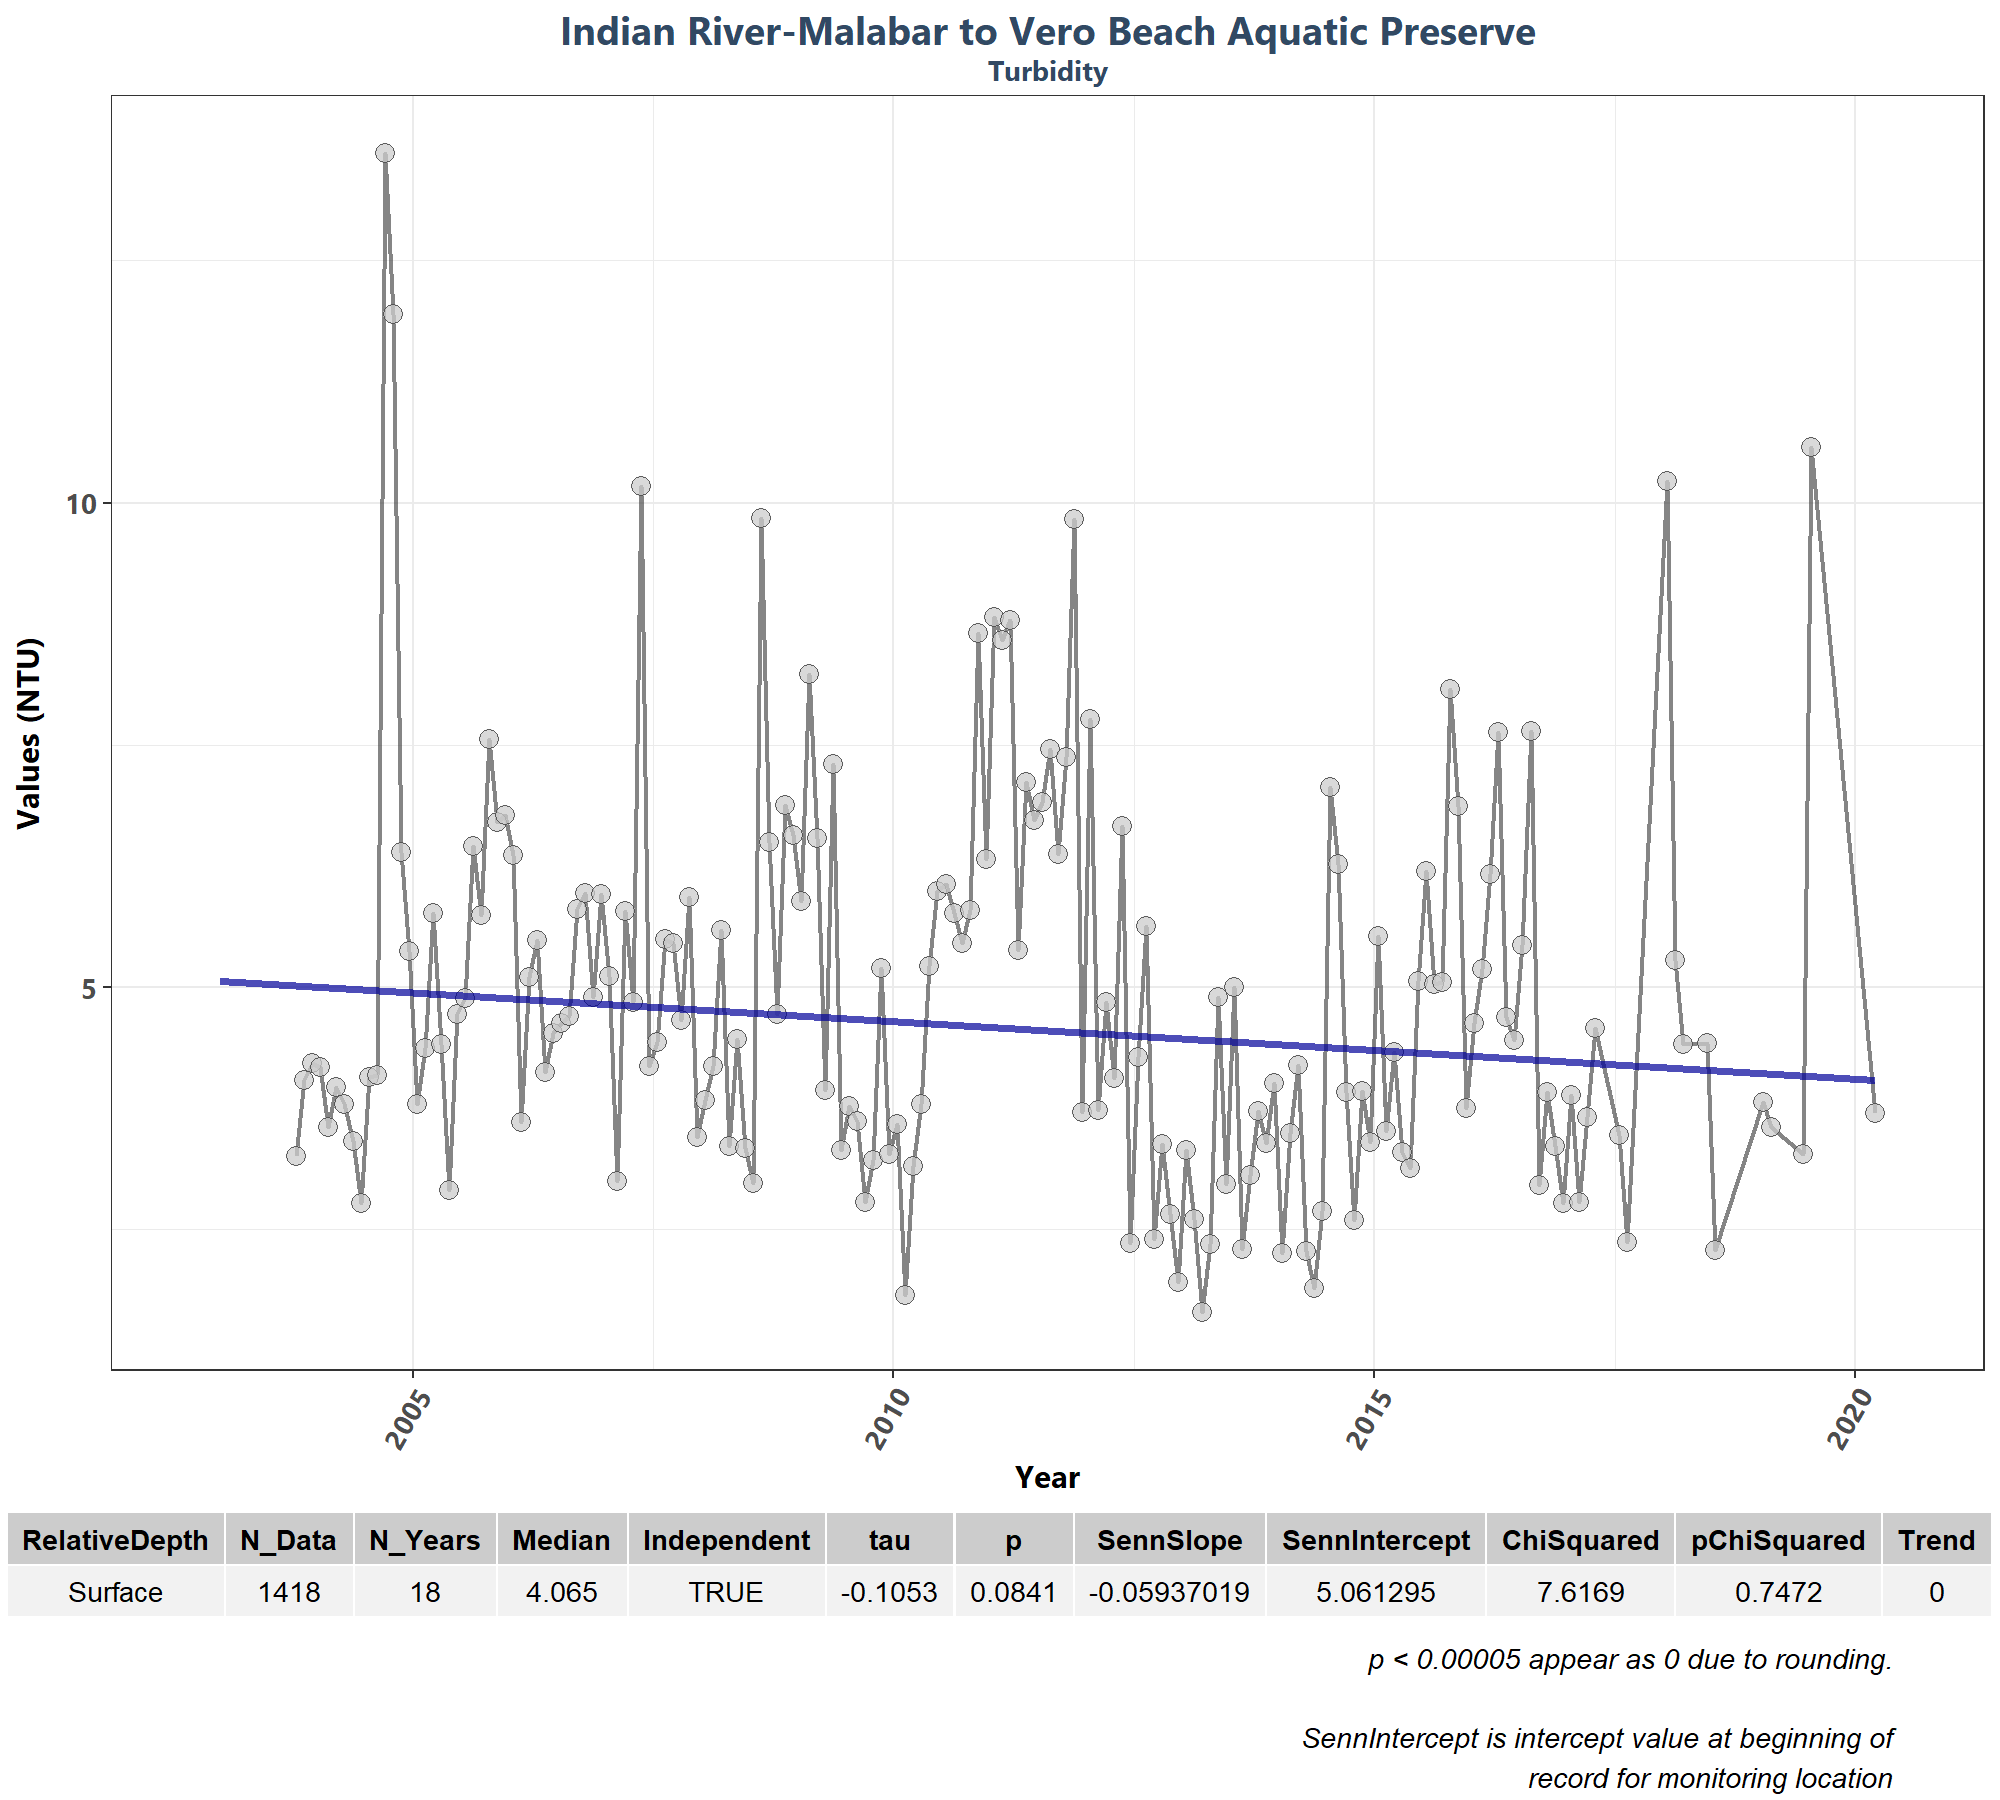 Indian River-Malabar to Vero Beach Aquatic Preserve
Turbidity
Values (NTU)
10
5
2005 2010 2015 2020
Year
RelativeDepth N_Data N_Years Median Independent tau p SennSlope SennIntercept ChiSquared pChiSquared Trend
Surface 1418 18 4.065 TRUE -0.1053 0.0841 -0.05937019 5.061295 7.6169 0.7472 0
p < 0.00005 appear as 0 due to rounding.
SennIntercept is intercept value at beginning of
record for monitoring location